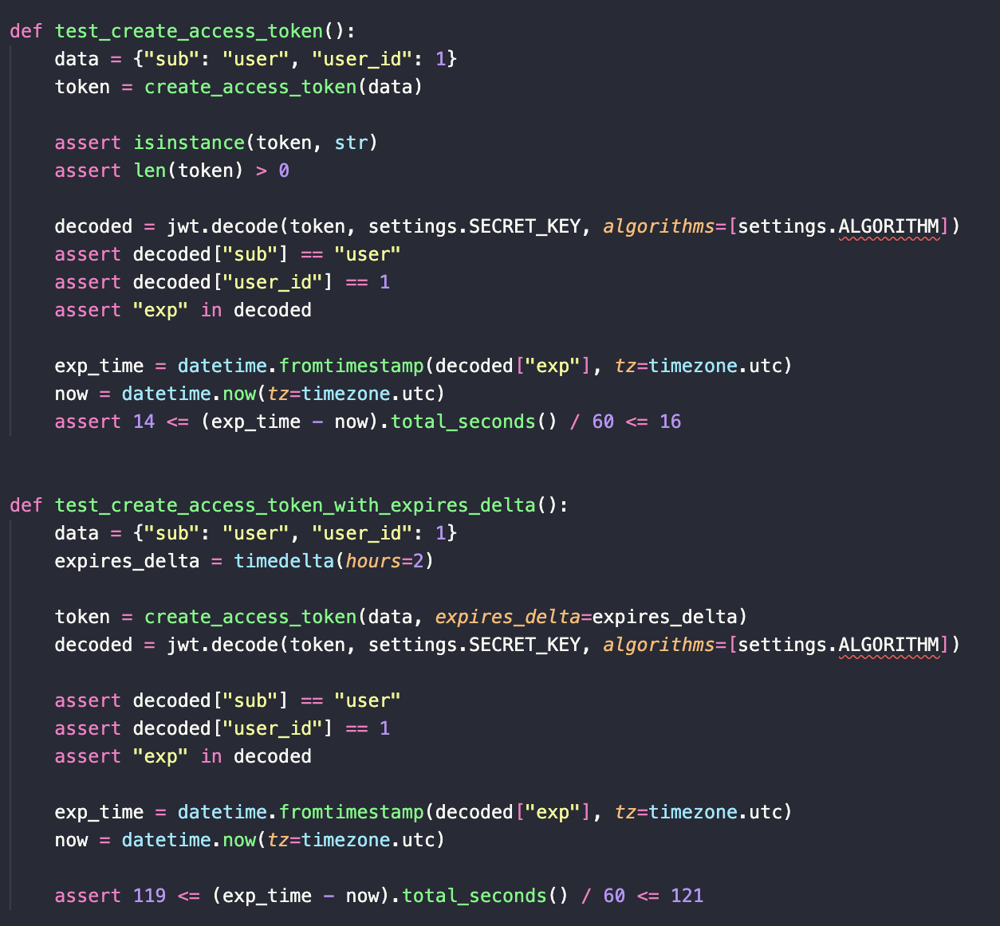 def test_create_access_token():
    data = {"sub": "user", "user_id": 1}
    token = create_access_token(data)

    assert isinstance(token, str)
    assert len(token) > 0

    decoded = jwt.decode(token, settings.SECRET_KEY, algorithms=[settings.ALGORITHM])
    assert decoded["sub"] == "user"
    assert decoded["user_id"] == 1
    assert "exp" in decoded

    exp_time = datetime.fromtimestamp(decoded["exp"], tz=timezone.utc)
    now = datetime.now(tz=timezone.utc)
    assert 14 <= (exp_time - now).total_seconds() / 60 <= 16


def test_create_access_token_with_expires_delta():
    data = {"sub": "user", "user_id": 1}
    expires_delta = timedelta(hours=2)

    token = create_access_token(data, expires_delta=expires_delta)
    decoded = jwt.decode(token, settings.SECRET_KEY, algorithms=[settings.ALGORITHM])

    assert decoded["sub"] == "user"
    assert decoded["user_id"] == 1
    assert "exp" in decoded

    exp_time = datetime.fromtimestamp(decoded["exp"], tz=timezone.utc)
    now = datetime.now(tz=timezone.utc)

    assert 119 <= (exp_time - now).total_seconds() / 60 <= 121